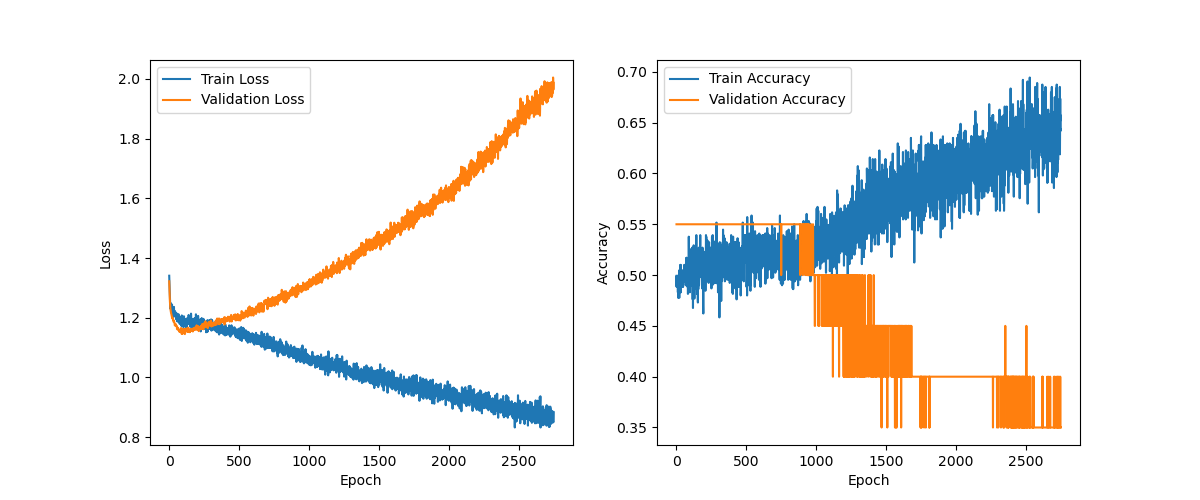 Train Loss
Validation Loss
2.0
1.8
1.6
1.4
1.2
1.0
0.8
Loss
0 500 1000 1500 2000 2500
Epoch
Train Accuracy
Validation Accuracy
0.70
0.65
0.60
0.55
0.50
0.45
0.40
0.35
Accuracy
0 500 1000 1500 2000 2500
Epoch